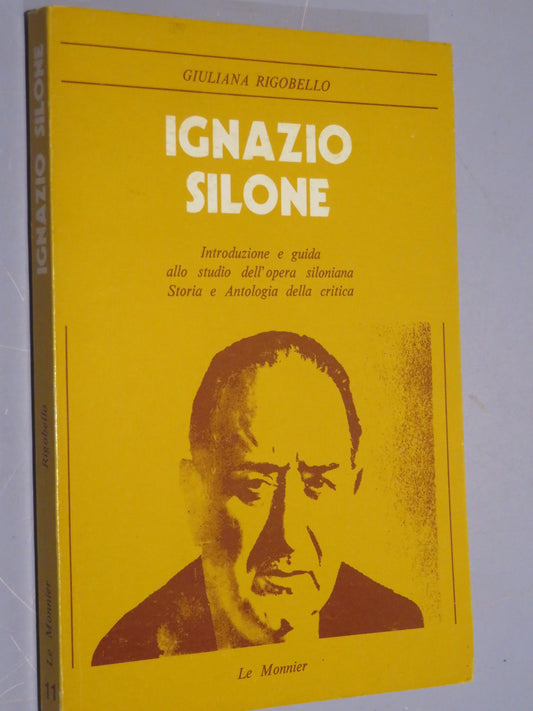 GIULIANA RIGOBELLO
IGNAZIO
SILONE
Introduzione e guida
allo studio dell'opera siloniana
Storia e Antologia della critica
Le Monnier
IGNAZIO SILONE
Rigobello
Le Monnier
11